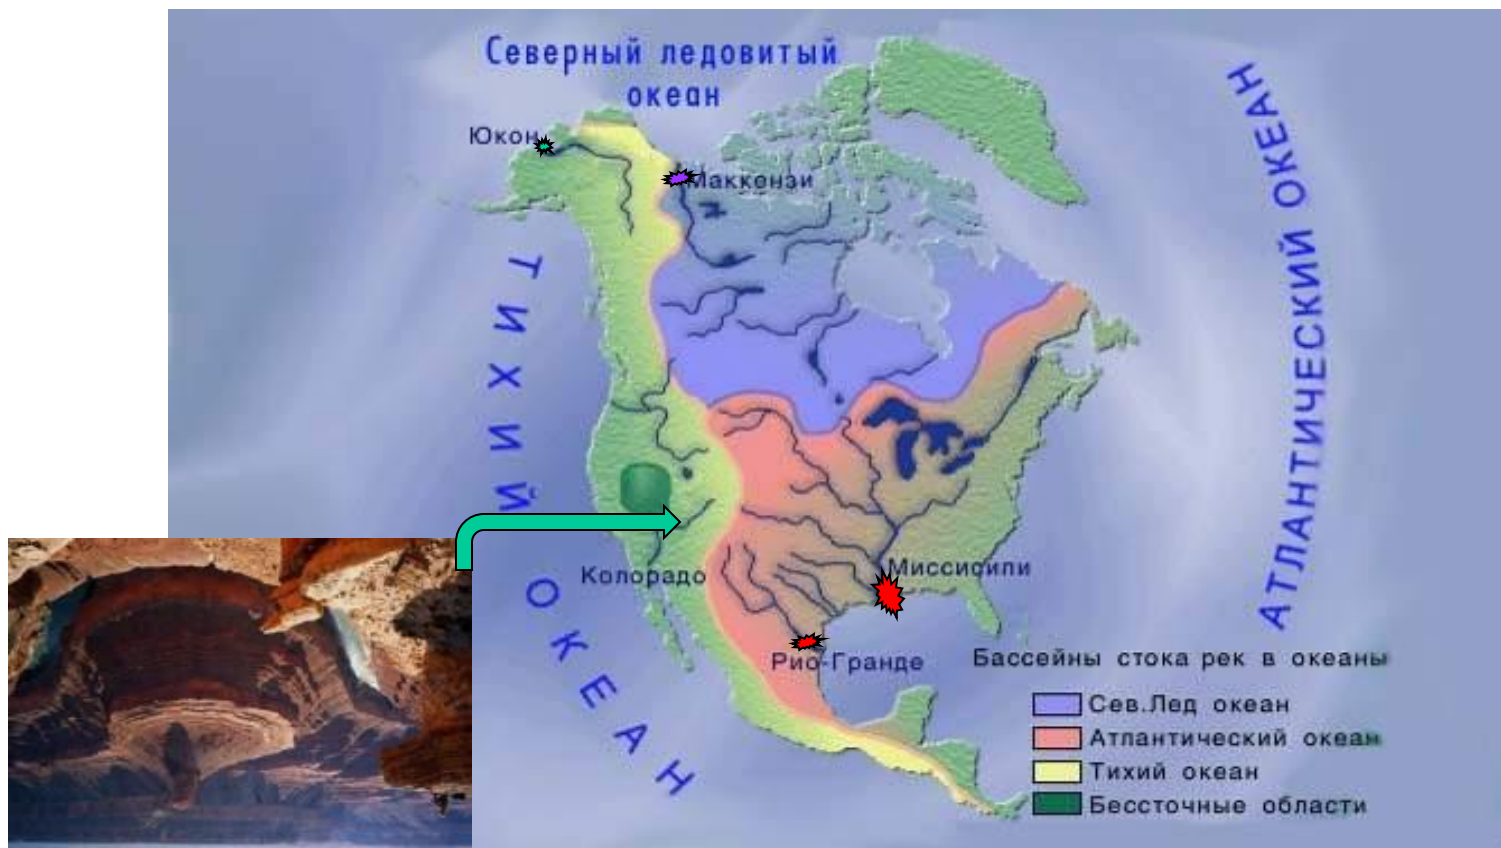 Северный ледовитый
океан
Юкон
Маккензи
ТИХИЙ ОКЕАН
АТЛАНТИЧЕСКИЙ ОКЕАН
Колорадо
Миссисипи
Рио-Гранде
Бассейны стока рек в океаны
Сев.Лед океан
Атлантический океан
Тихий океан
Бессточные области